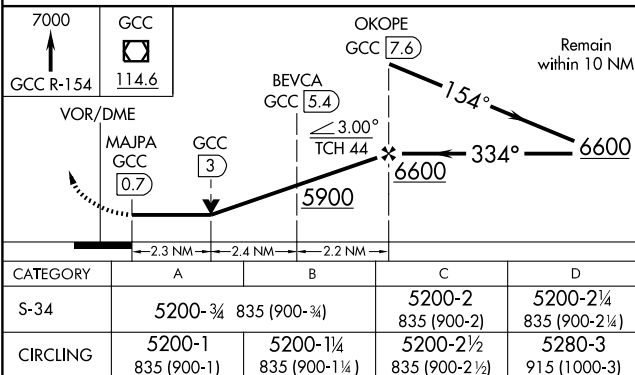 7000
GCC R-154
GCC
114.6
OKOPE
GCC 7.6
Remain
within 10 NM
154°
BEVCA
GCC 5.4
3.00°
TCH 44
VOR/DME
MAJPA
GCC
0.7
GCC
3
334°
6600
6600
5900
2.3 NM
2.4 NM
2.2 NM
CATEGORY A B C D
S-34 5200-¾ 835 (900-¾) 5200-2 5200-2¼
835 (900-2) 835 (900-2¼)
CIRCLING 5200-1 5200-1¼ 5200-2½ 5280-3
835 (900-1) 835 (900-1¼) 835 (900-2½) 915 (1000-3)